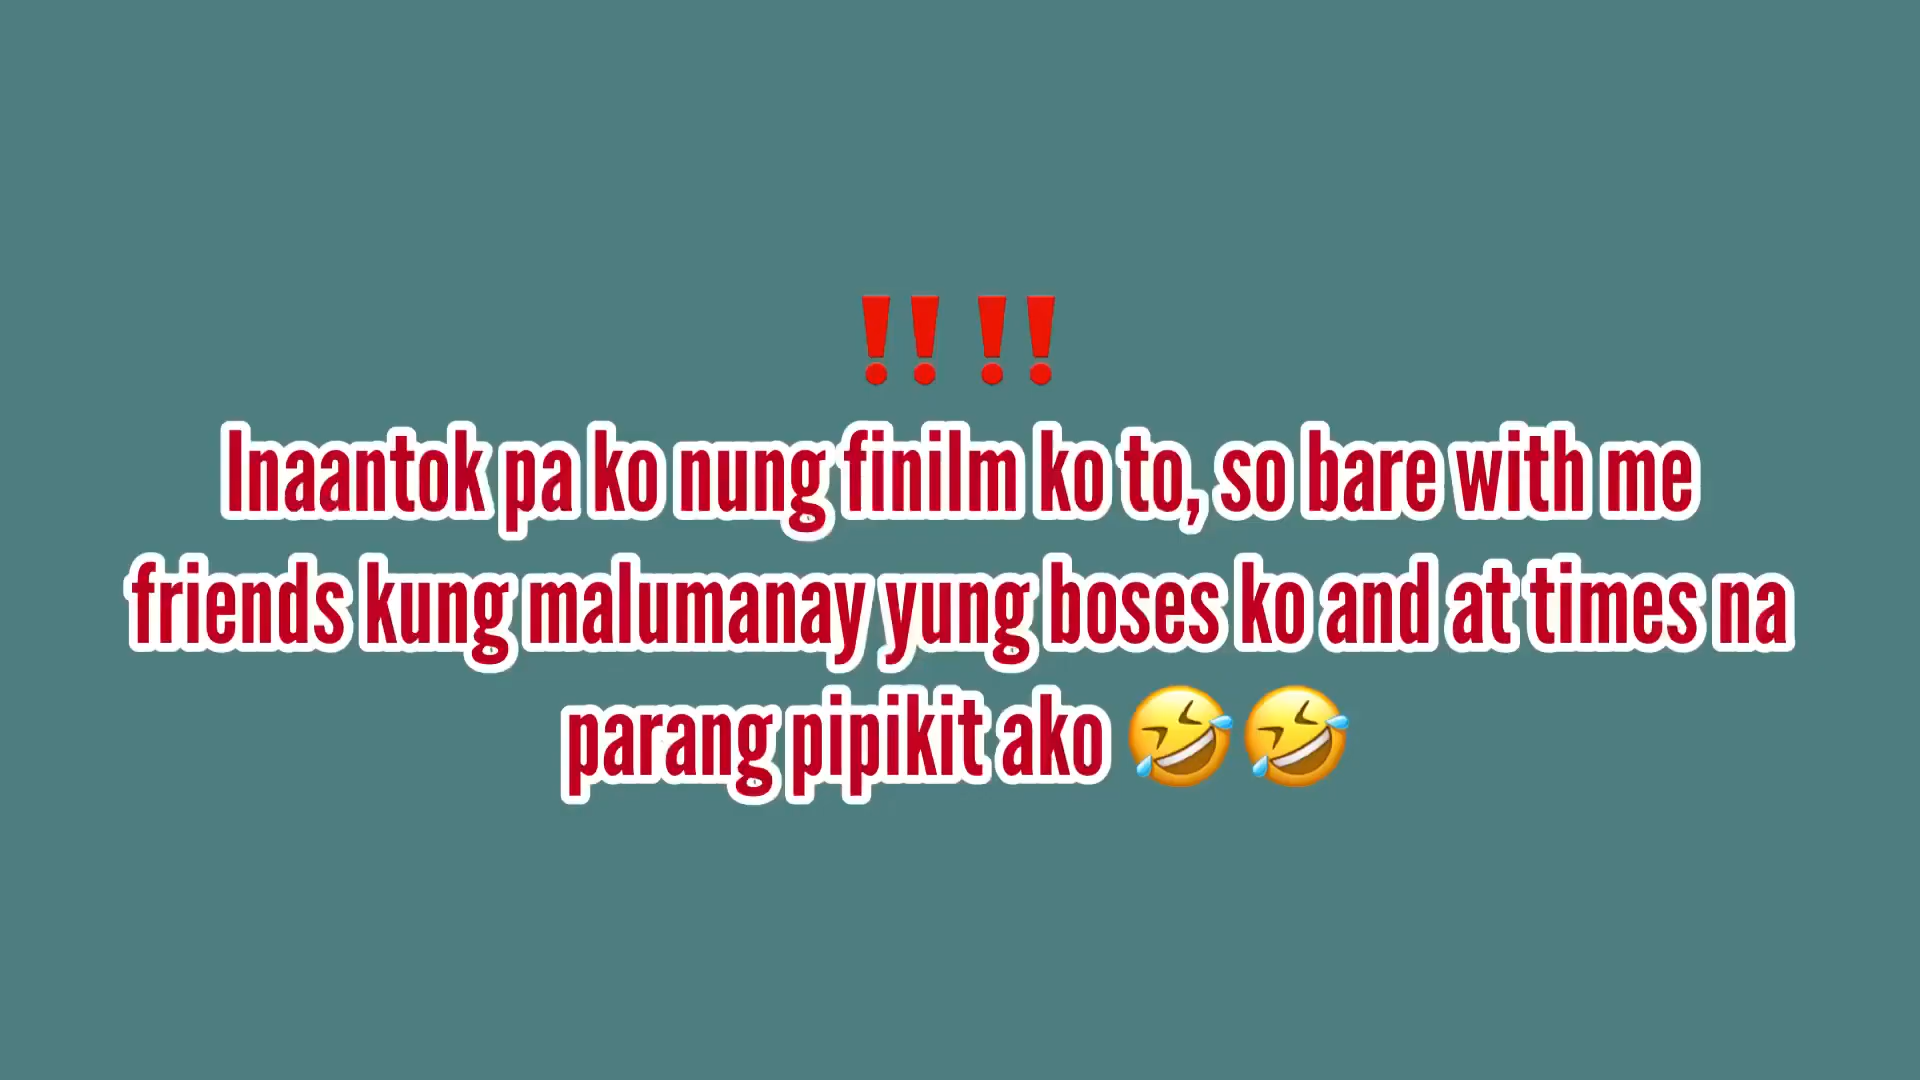 ‼️‼️
Inaantok pa ko nung finilm ko to, so bare with me
friends kung malumanay yung boses ko and at times na
parang pipikit ako 🤣🤣